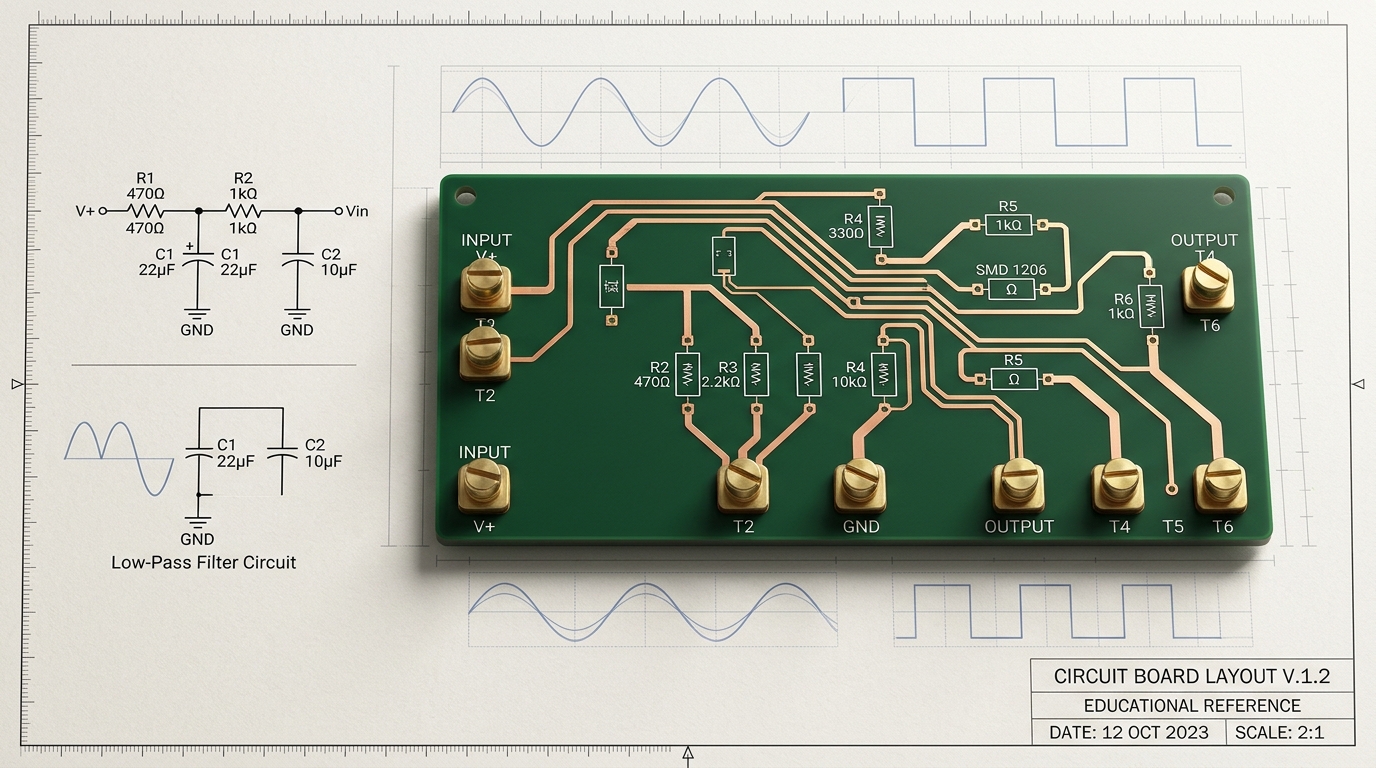 R1
470Ω
R2
1kΩ
V+
Vin
470Ω
1kΩ
C1
22µF
+
C1
22µF
C2
10µF
GND
GND
C1
22µF
C2
10µF
GND
Low-Pass Filter Circuit
INPUT
V+
T2
T2
INPUT
V+
R4
330Ω
R5
1kΩ
SMD 1206
Ω
OUTPUT
T4
T6
R6
1kΩ
R2
470Ω
R3
2.2kΩ
R4
10kΩ
R5
Ω
T2
GND
OUTPUT
T4
T5
T6
CIRCUIT BOARD LAYOUT V.1.2
EDUCATIONAL REFERENCE
DATE: 12 OCT 2023
SCALE: 2:1